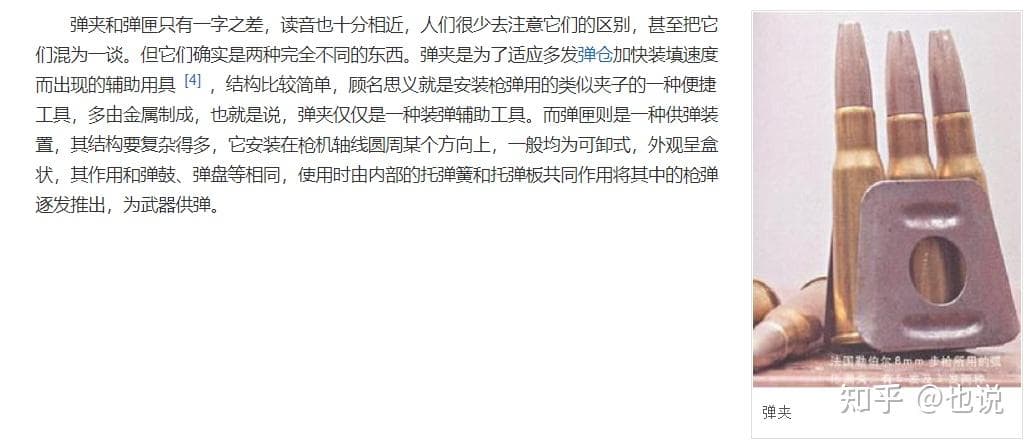 弹夹和弹匣只有一字之差，读音也十分相近，人们很少去注意它们的区别，甚至把它
们混为一谈。但它们确实是两种完全不同的东西。弹夹是为了适应多发弹仓加快装填速度
而出现的辅助用具 [4] ，结构比较简单，顾名思义就是安装枪弹用的类似夹子的一种便捷
工具，多由金属制成，也就是说，弹夹仅仅是一种装弹辅助工具。而弹匣则是一种供弹装
置，其结构要复杂得多，它安装在枪机轴线圆周某个方向上，一般均为可卸式，外观呈盒
状，其作用和弹鼓、弹盘等相同，使用时由内部的托弹簧和托弹板共同作用将其中的枪弹
逐发推出，为武器供弹。
法国勒伯尔8mm步枪所用的弧
弹夹
知乎 @也说